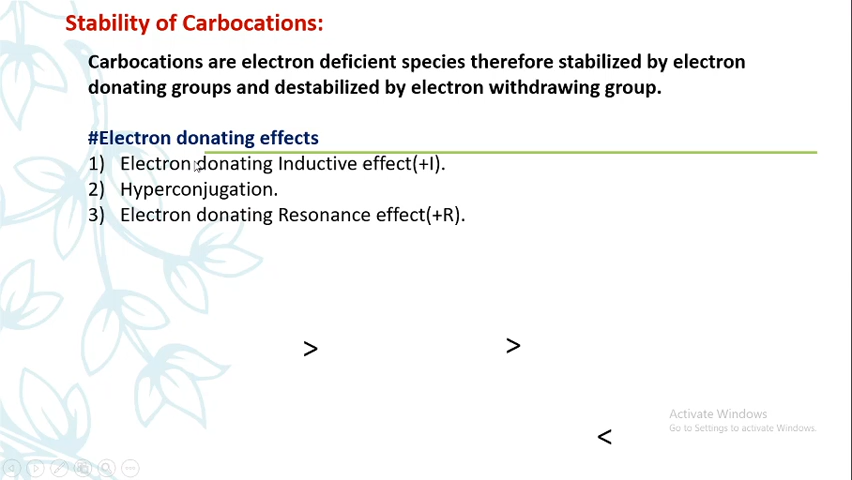 Stability of Carbocations:
Carbocations are electron deficient species therefore stabilized by electron
donating groups and destabilized by electron withdrawing group.
#Electron donating effects
1) Electron donating Inductive effect(+I).
2) Hyperconjugation.
3) Electron donating Resonance effect(+R).
> >
Activate Windows
Go to Settings to activate Windows.
<